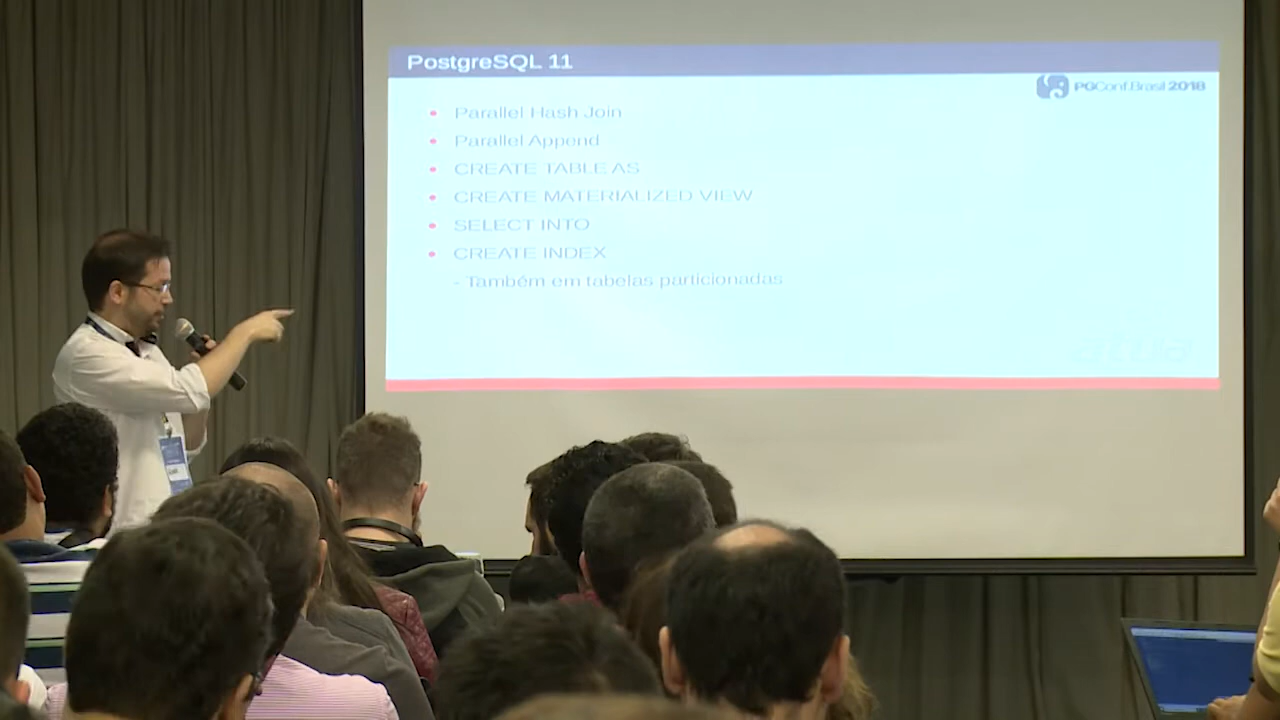 PostgreSQL 11
PGConf.Brasil 2018
Parallel Hash Join
Parallel Append
CREATE TABLE AS
CREATE MATERIALIZED VIEW
SELECT INTO
CREATE INDEX
- Também em tabelas particionadas